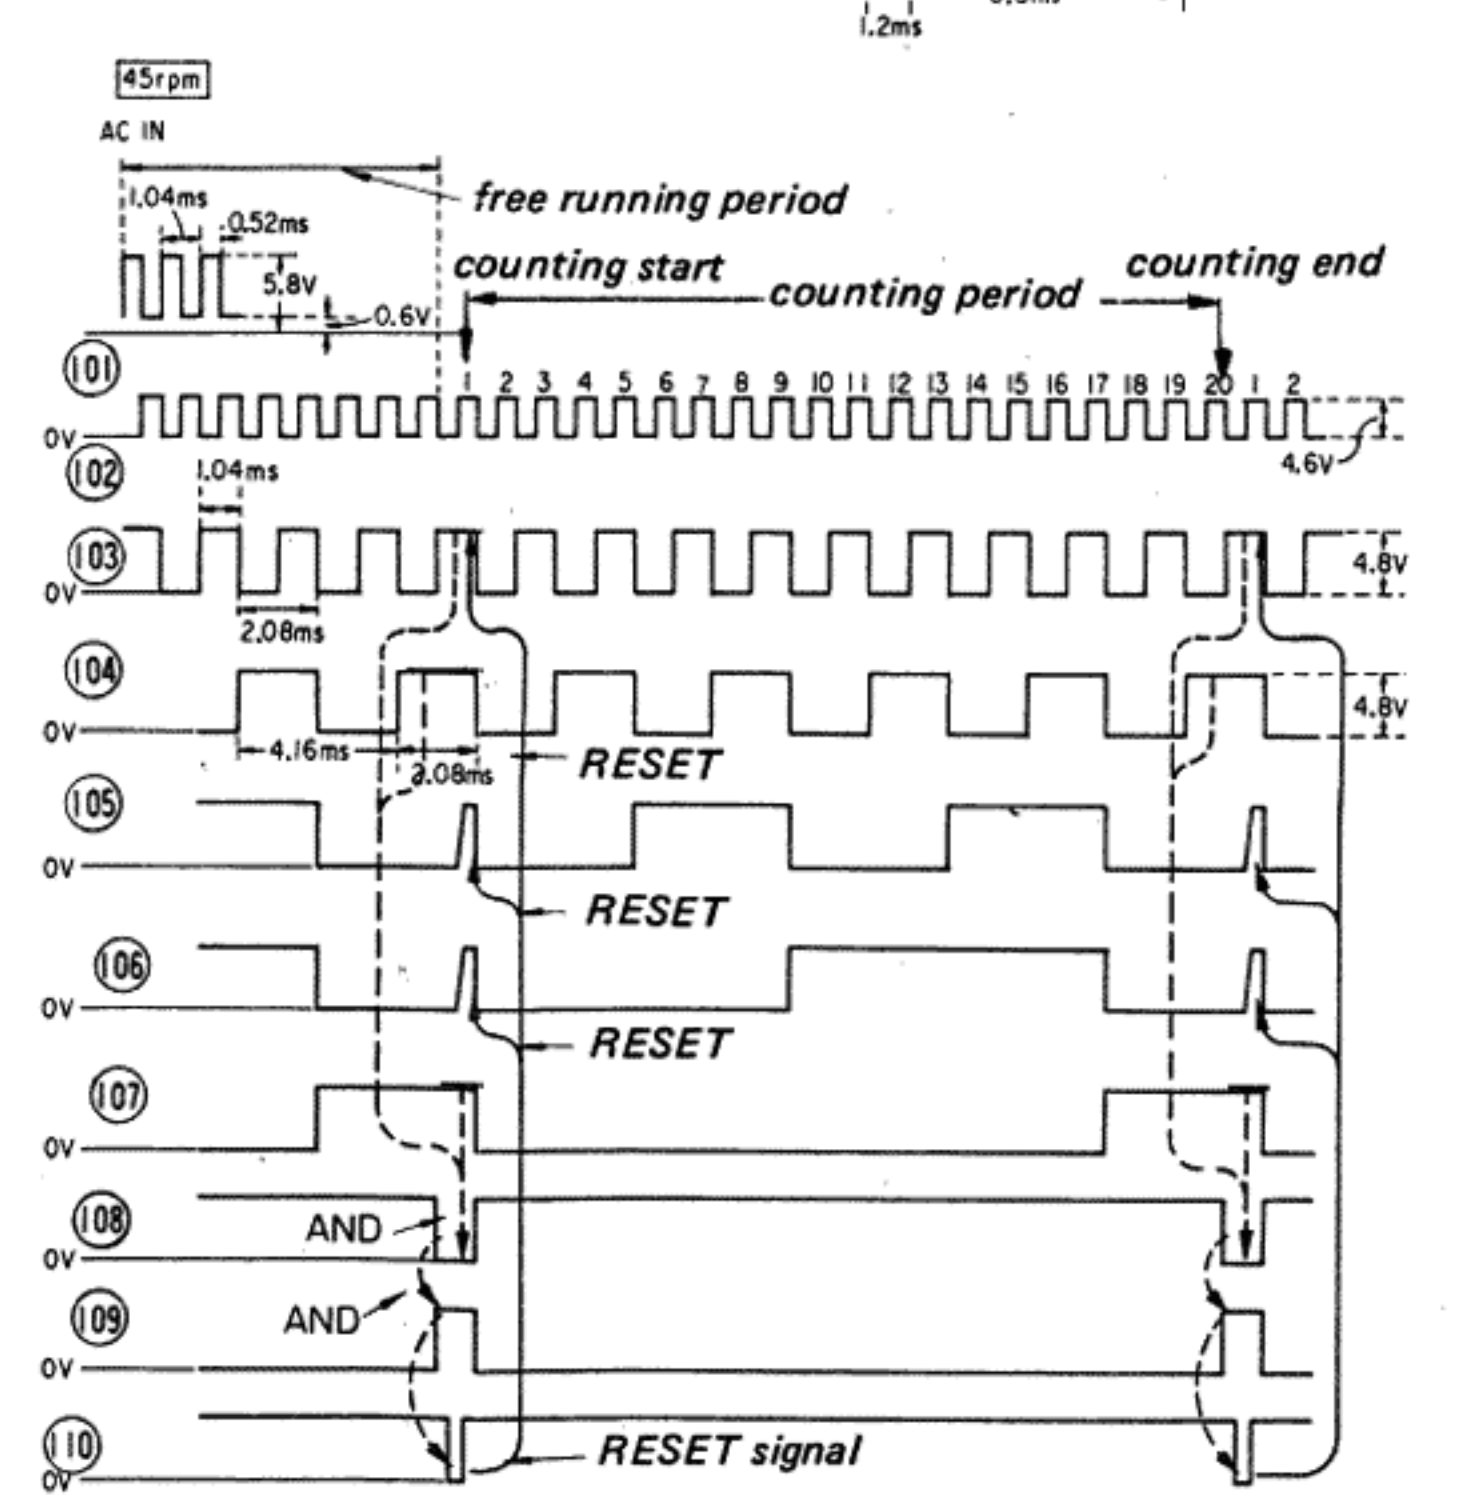 1.2ms
45rpm
AC IN
free running period
1.04ms
0.52ms
5.8V
0.6V
counting start
counting period
counting end
101
1 2 3 4 5 6 7 8 9 10 11 12 13 14 15 16 17 18 19 20 1 2
0V
4.6V
102
1.04ms
103
0V
4.8V
2.08ms
104
0V
4.8V
4.16ms
2.08ms
RESET
105
0V
RESET
106
0V
RESET
107
0V
108
AND
0V
109
AND
0V
110
RESET signal
0V